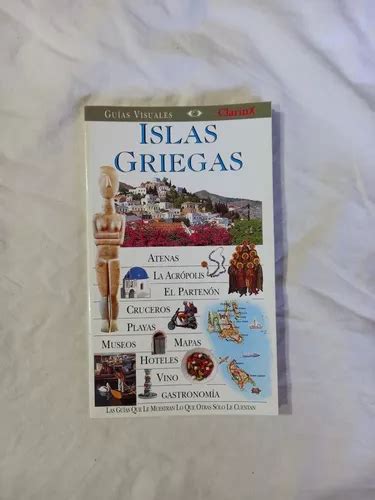 GUÍAS VISUALES
ClarínX
ISLAS
GRIEGAS
ATENAS
LA ACRÓPOLIS
EL PARTENÓN
CRUCEROS
PLAYAS
MUSEOS
MAPAS
HOTELES
VINO
GASTRONOMÍA
LAS GUÍAS QUE LE MUESTRAN LO QUE OTRAS SÓLO LE CUENTAN